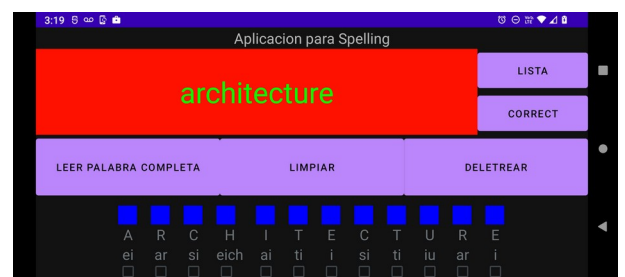 3:19
Aplicacion para Spelling
architecture
LISTA
CORRECT
LEER PALABRA COMPLETA
LIMPIAR
DELETREAR
A R C H I T E C T U R E
ei ar si eich ai ti i si ti iu ar i